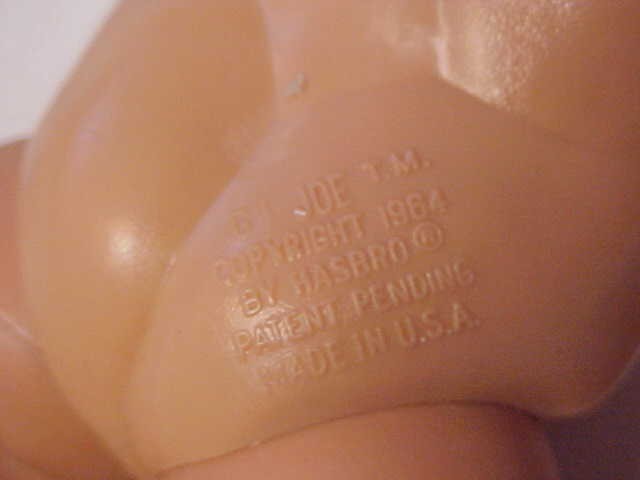 G I JOE T.M.
COPYRIGHT 1964
BY HASBRO ®
PATENT PENDING
MADE IN U.S.A.